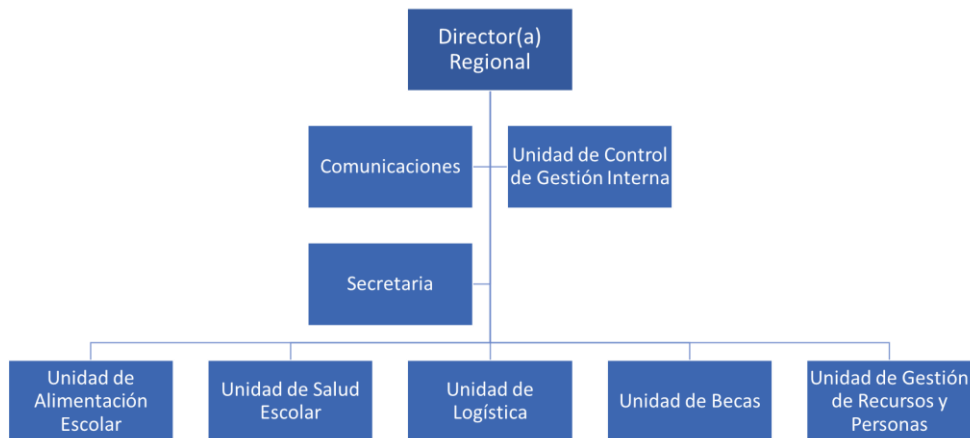 Director(a)
Regional
Comunicaciones
Unidad de Control
de Gestión Interna
Secretaria
Unidad de
Alimentación
Escolar
Unidad de Salud
Escolar
Unidad de
Logística
Unidad de Becas
Unidad de Gestión
de Recursos y
Personas